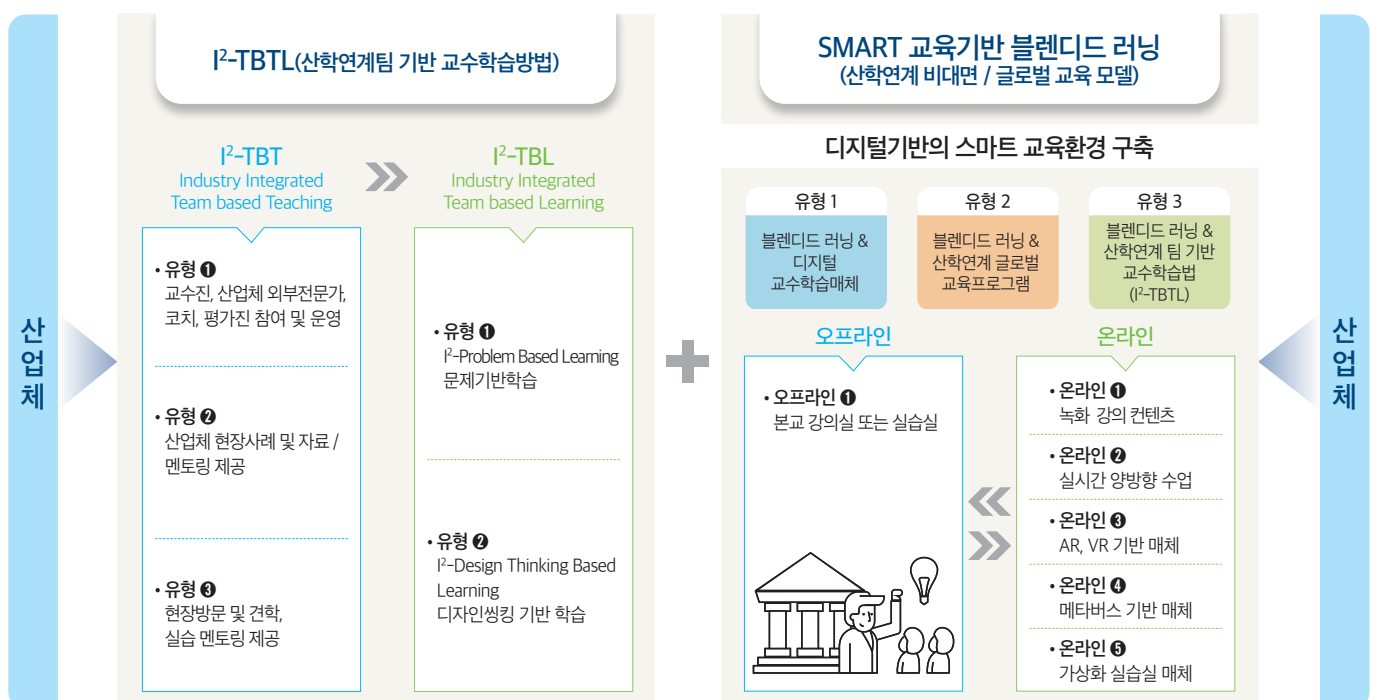 산업체
I²-TBTL(산학연계팀 기반 교수학습방법)
I²-TBT
Industry Integrated
Team based Teaching
• 유형 ❶
교수진, 산업체 외부전문가,
코치, 평가진 참여 및 운영
• 유형 ❷
산업체 현장사례 및 자료 /
멘토링 제공
• 유형 ❸
현장방문 및 견학,
실습 멘토링 제공
I²-TBL
Industry Integrated
Team based Learning
• 유형 ❶
I²-Problem Based Learning
문제기반학습
• 유형 ❷
I²-Design Thinking Based
Learning
디자인씽킹 기반 학습
SMART 교육기반 블렌디드 러닝
(산학연계 비대면 / 글로벌 교육 모델)
디지털기반의 스마트 교육환경 구축
유형 1
블렌디드 러닝 &
디지털
교수학습매체
유형 2
블렌디드 러닝 &
산학연계 글로벌
교육프로그램
유형 3
블렌디드 러닝 &
산학연계 팀 기반
교수학습법
(I²-TBTL)
오프라인
• 오프라인 ❶
본교 강의실 또는 실습실
온라인
• 온라인 ❶
녹화 강의 컨텐츠
• 온라인 ❷
실시간 양방향 수업
• 온라인 ❸
AR, VR 기반 매체
• 온라인 ❹
메타버스 기반 매체
• 온라인 ❺
가상화 실습실 매체
산업체